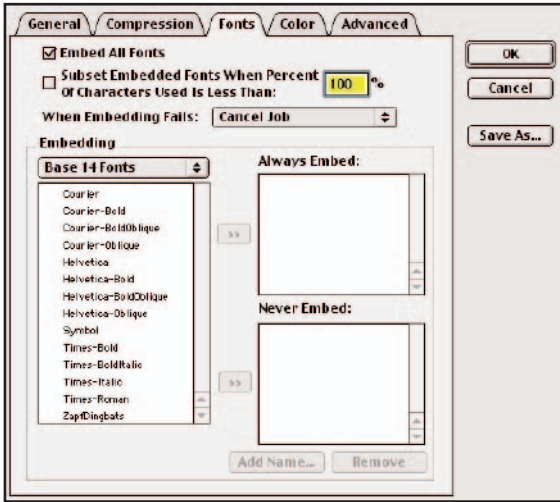 General Compression Fonts Color Advanced
Embed All Fonts
Subset Embedded Fonts When Percent
Of Characters Used Is Less Than: 100 %
When Embedding Fails: Cancel Job
OK
Cancel
Save As...
Embedding
Base 14 Fonts
Courier
Courier-Bold
Courier-BoldOblique
Courier-Oblique
Helvetica
Helvetica-Bold
Helvetica-BoldOblique
Helvetica-Oblique
Symbol
Times-Bold
Times-BoldItalic
Times-Italic
Times-Roman
ZapfDingbats
>>
>>
Always Embed:
Never Embed:
Add Name... Remove